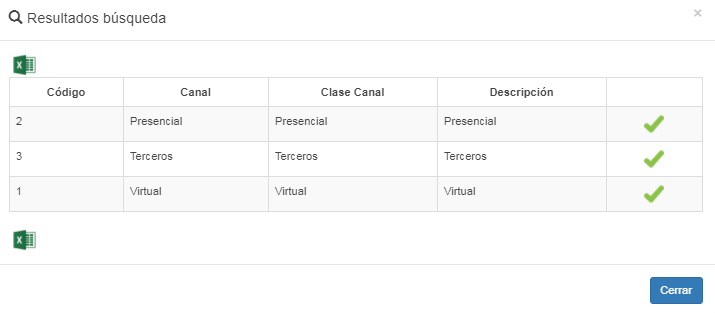 Resultados búsqueda
×
Código Canal Clase Canal Descripción
2 Presencial Presencial Presencial
3 Terceros Terceros Terceros
1 Virtual Virtual Virtual
Cerrar